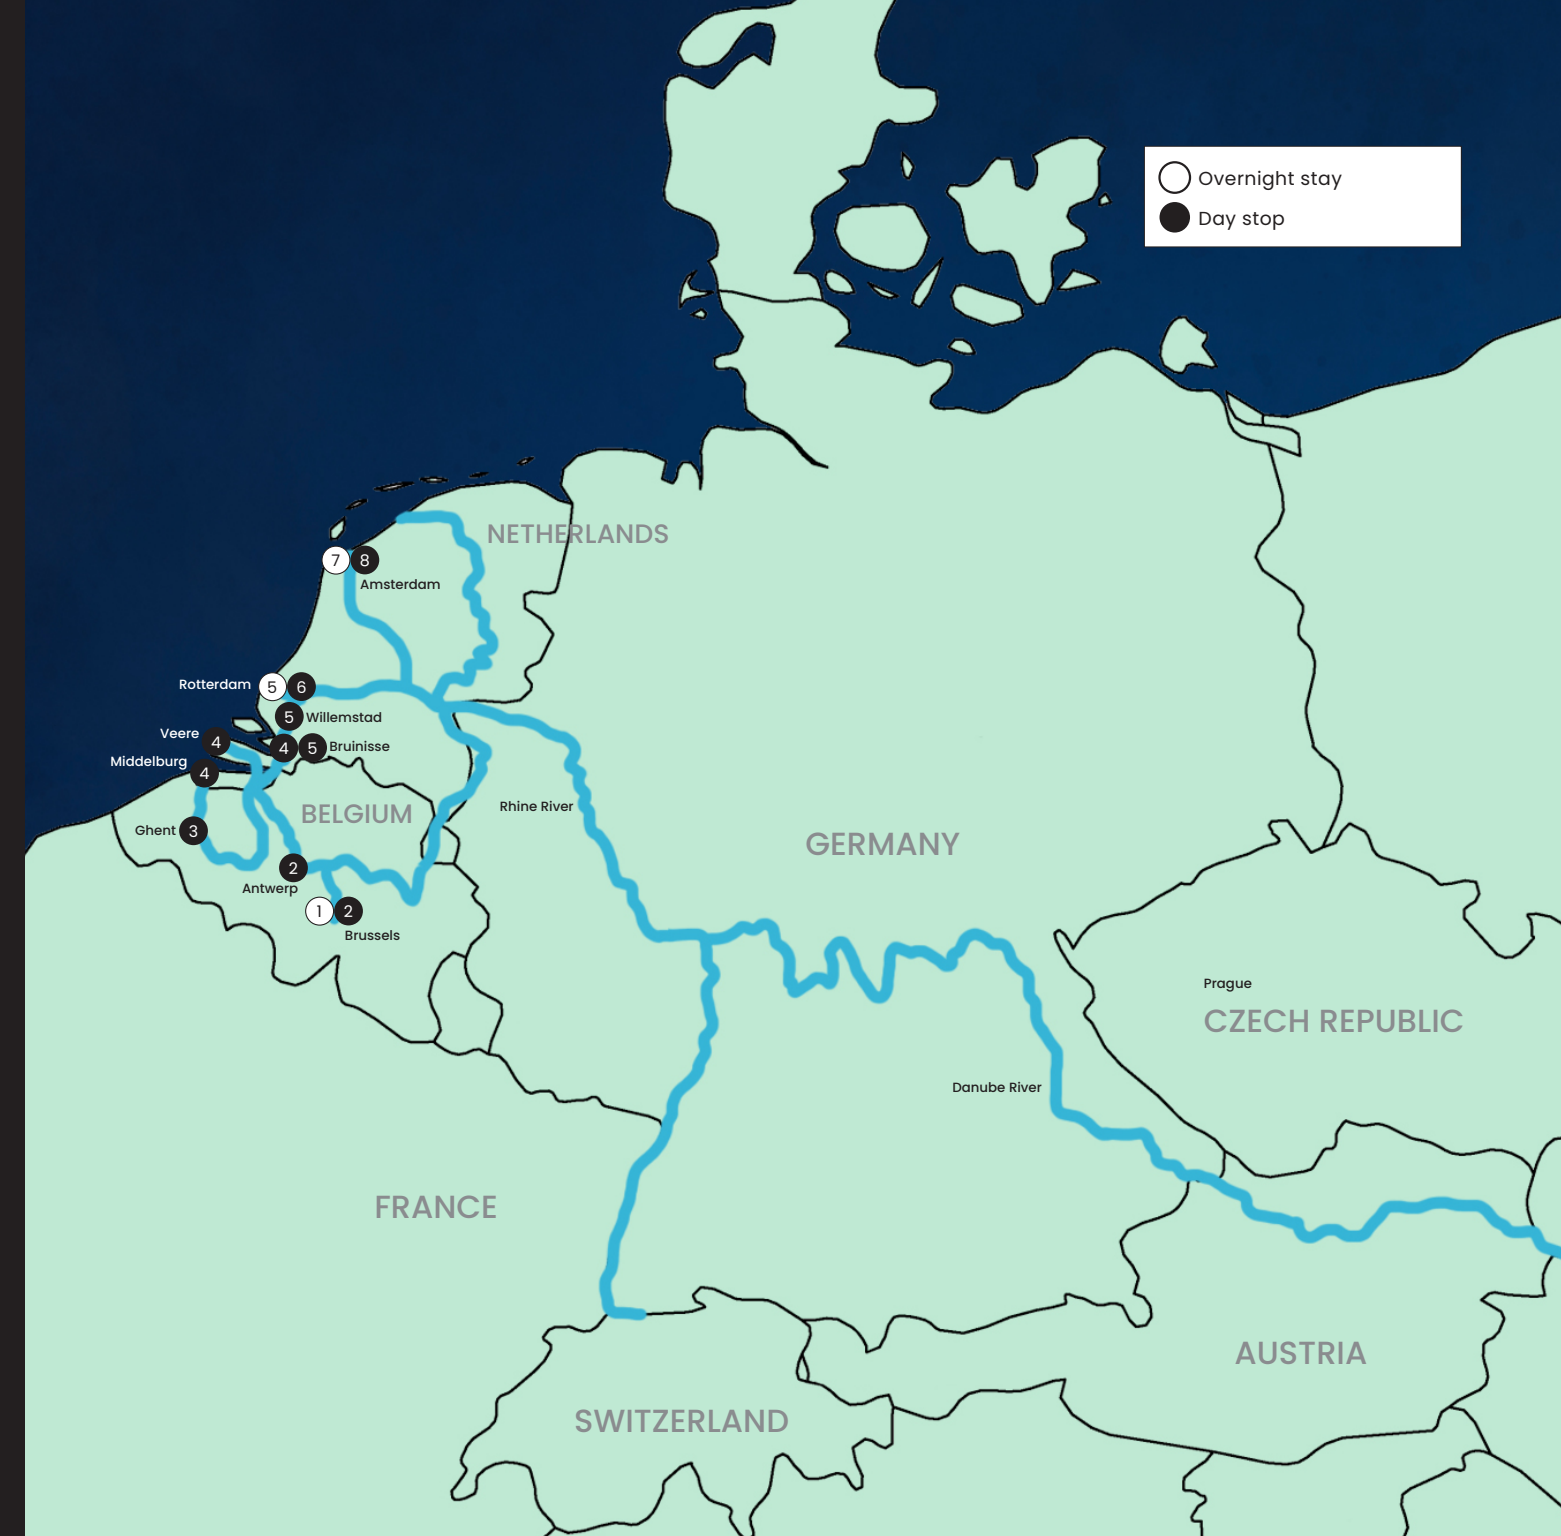 Overnight stay
Day stop
NETHERLANDS
7 8
Amsterdam
Rotterdam 5 6
5 Willemstad
Veere 4
4 5 Bruinisse
Middelburg 4
Rhine River
BELGIUM
Ghent 3
GERMANY
2
Antwerp
1 2
Brussels
Prague
CZECH REPUBLIC
Danube River
FRANCE
AUSTRIA
SWITZERLAND